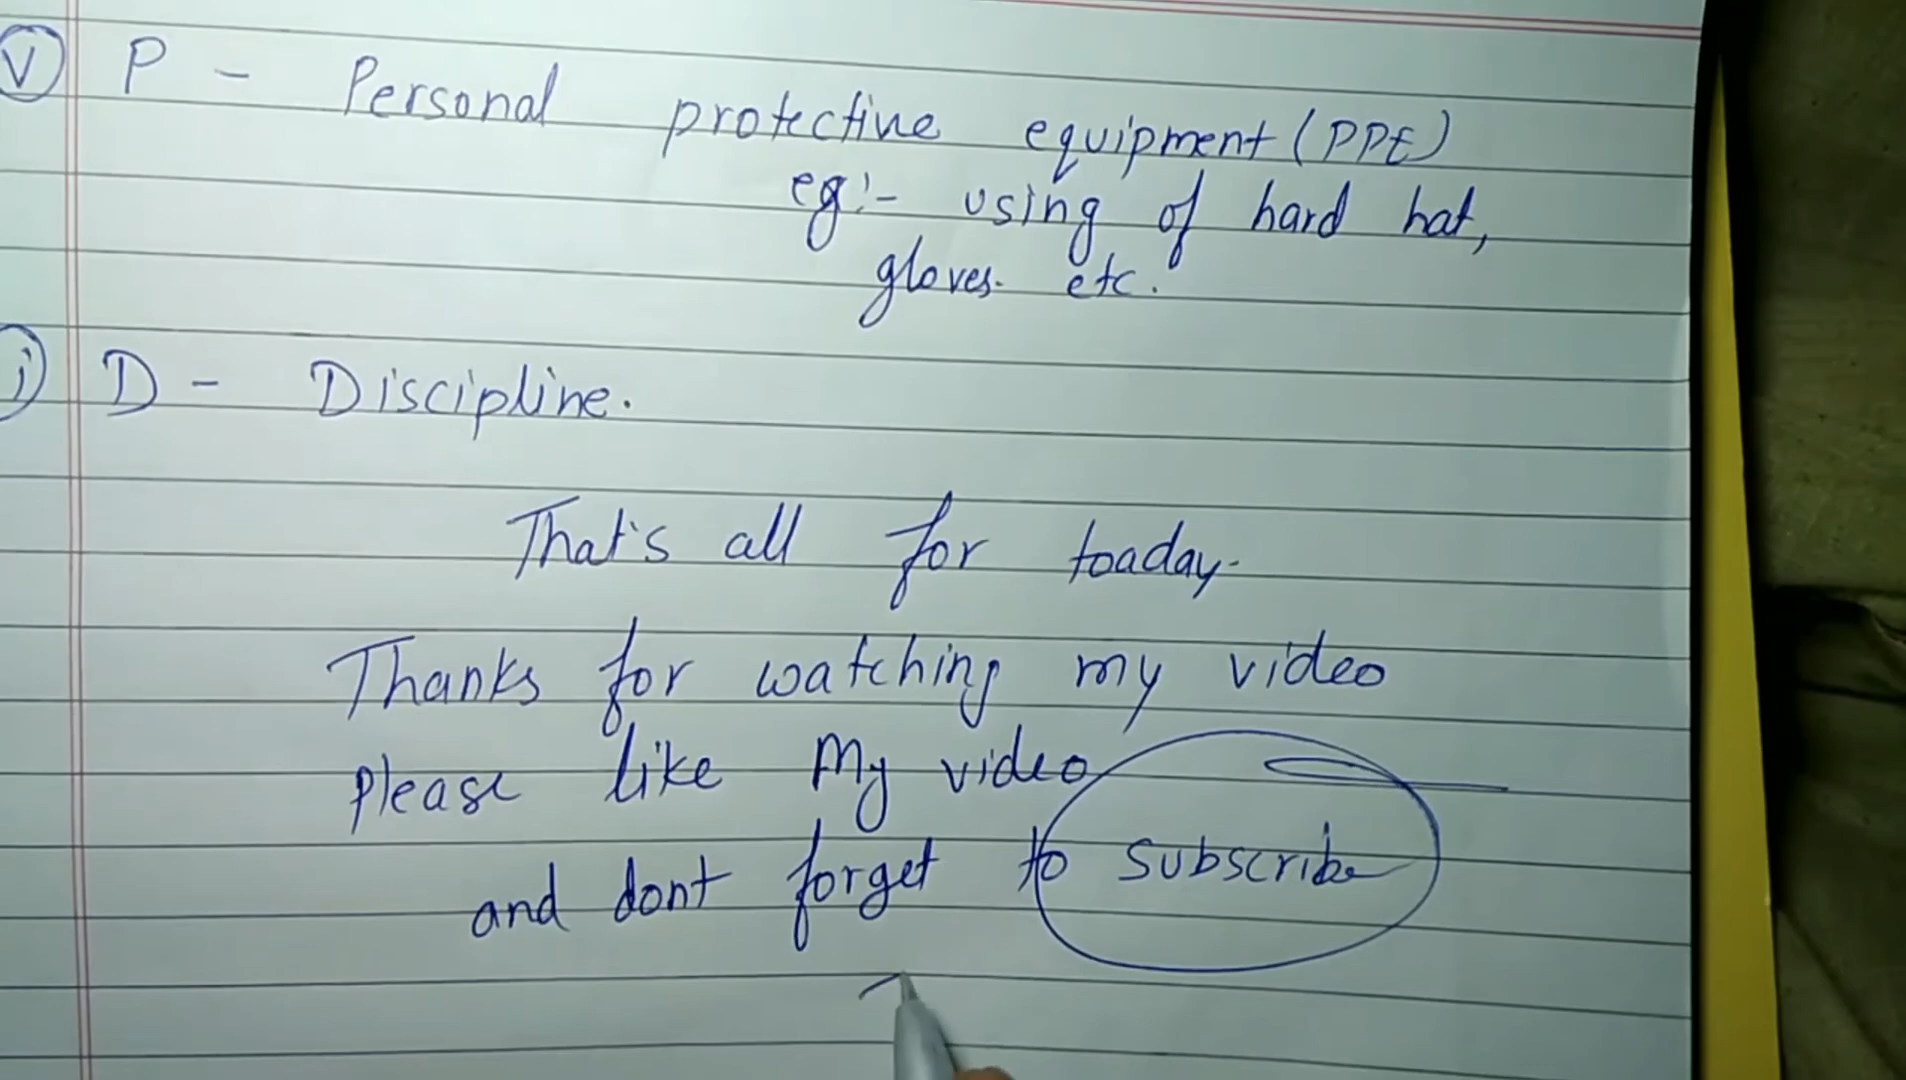 (v) P - Personal protective equipment (PPE)
eg:- using of hard hat,
gloves. etc.
i) D - Discipline.
That's all for toaday.
Thanks for watching my video
please like My video
and dont forget to subscribe